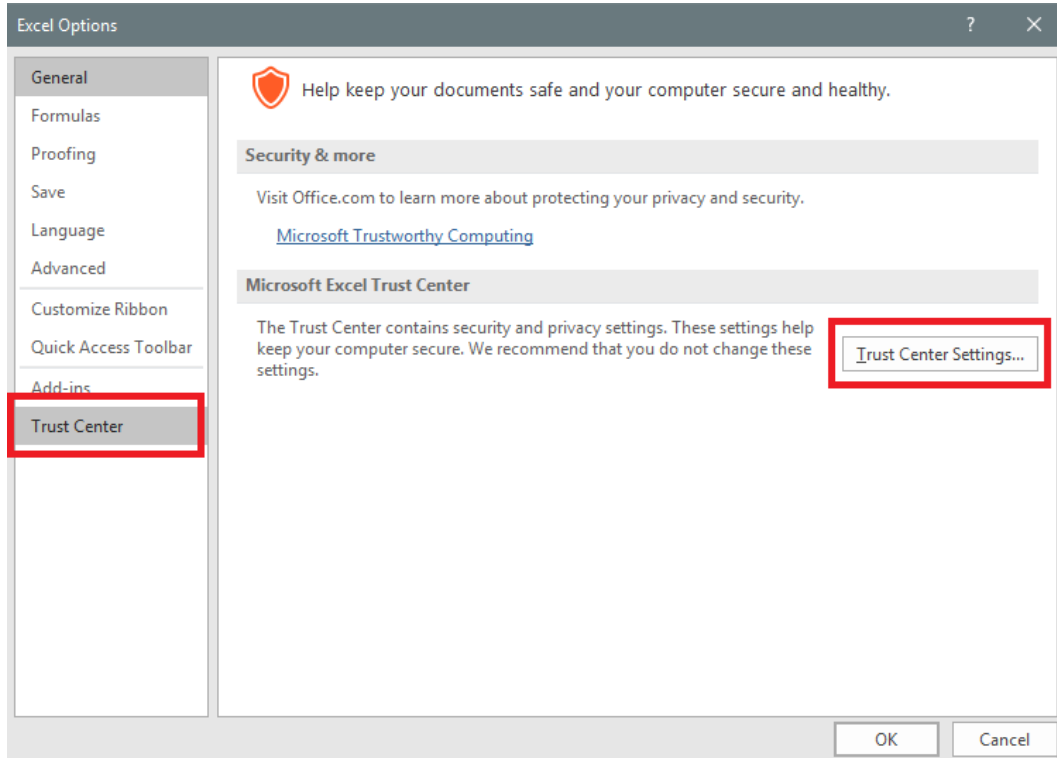 Excel Options
?
General
Formulas
Proofing
Save
Language
Advanced
Customize Ribbon
Quick Access Toolbar
Add-ins
Trust Center
Help keep your documents safe and your computer secure and healthy.
Security & more
Visit Office.com to learn more about protecting your privacy and security.
Microsoft Trustworthy Computing
Microsoft Excel Trust Center
The Trust Center contains security and privacy settings. These settings help
keep your computer secure. We recommend that you do not change these
settings.
Trust Center Settings...
OK
Cancel